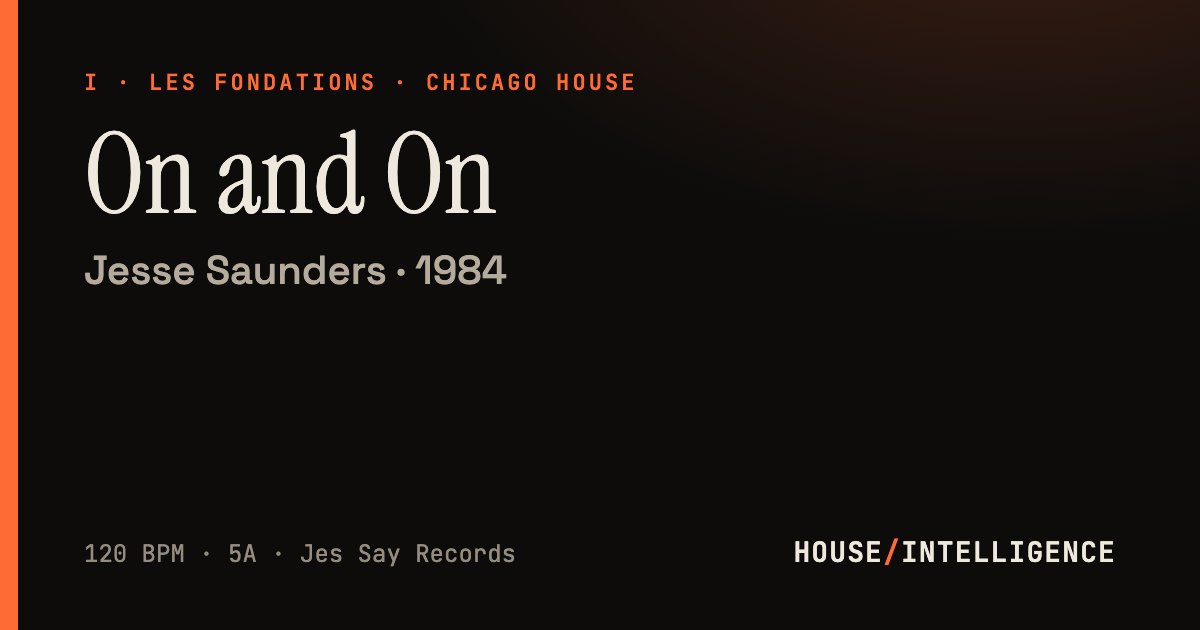 I · LES FONDATIONS · CHICAGO HOUSE
On and On
Jesse Saunders · 1984
120 BPM · 5A · Jes Say Records
HOUSE/INTELLIGENCE